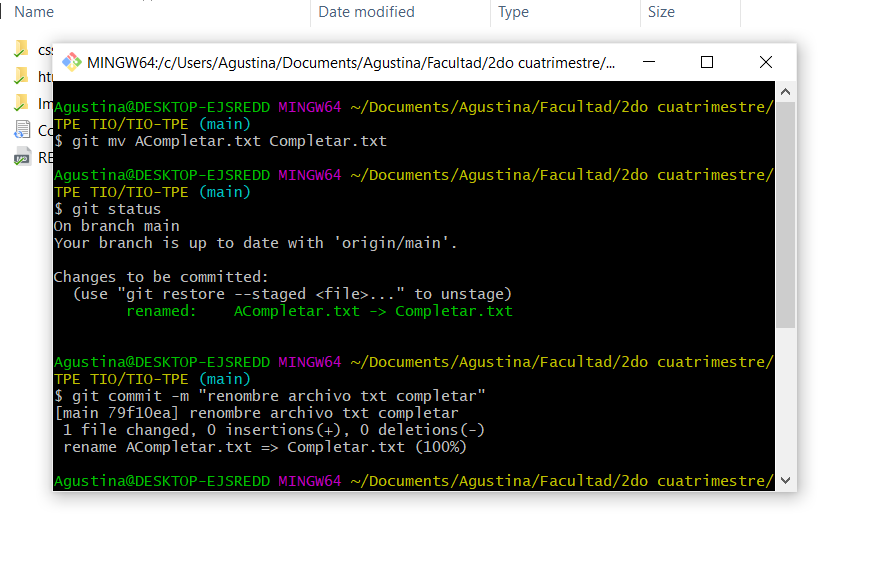 Name Date modified Type Size
MINGW64:/c/Users/Agustina/Documents/Agustina/Facultad/2do cuatrimestre/...
Agustina@DESKTOP-EJSREDD MINGW64 ~/Documents/Agustina/Facultad/2do cuatrimestre/
TPE TIO/TIO-TPE (main)
$ git mv ACompletar.txt Completar.txt
Agustina@DESKTOP-EJSREDD MINGW64 ~/Documents/Agustina/Facultad/2do cuatrimestre/
TPE TIO/TIO-TPE (main)
$ git status
On branch main
Your branch is up to date with 'origin/main'.
Changes to be committed:
(use "git restore --staged <file>..." to unstage)
renamed: ACompletar.txt -> Completar.txt
Agustina@DESKTOP-EJSREDD MINGW64 ~/Documents/Agustina/Facultad/2do cuatrimestre/
TPE TIO/TIO-TPE (main)
$ git commit -m "renombre archivo txt completar"
[main 79f10ea] renombre archivo txt completar
1 file changed, 0 insertions(+), 0 deletions(-)
rename ACompletar.txt => Completar.txt (100%)
Agustina@DESKTOP-EJSREDD MINGW64 ~/Documents/Agustina/Facultad/2do cuatrimestre/